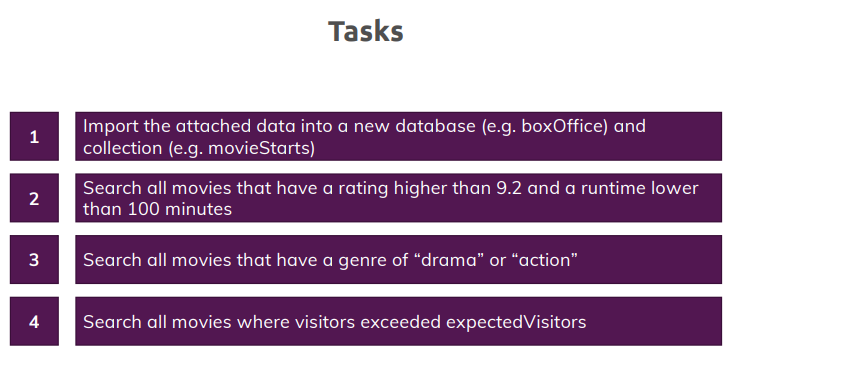 Tasks
1
Import the attached data into a new database (e.g. boxOffice) and
collection (e.g. movieStarts)
2
Search all movies that have a rating higher than 9.2 and a runtime lower
than 100 minutes
3
Search all movies that have a genre of “drama” or “action”
4
Search all movies where visitors exceeded expectedVisitors